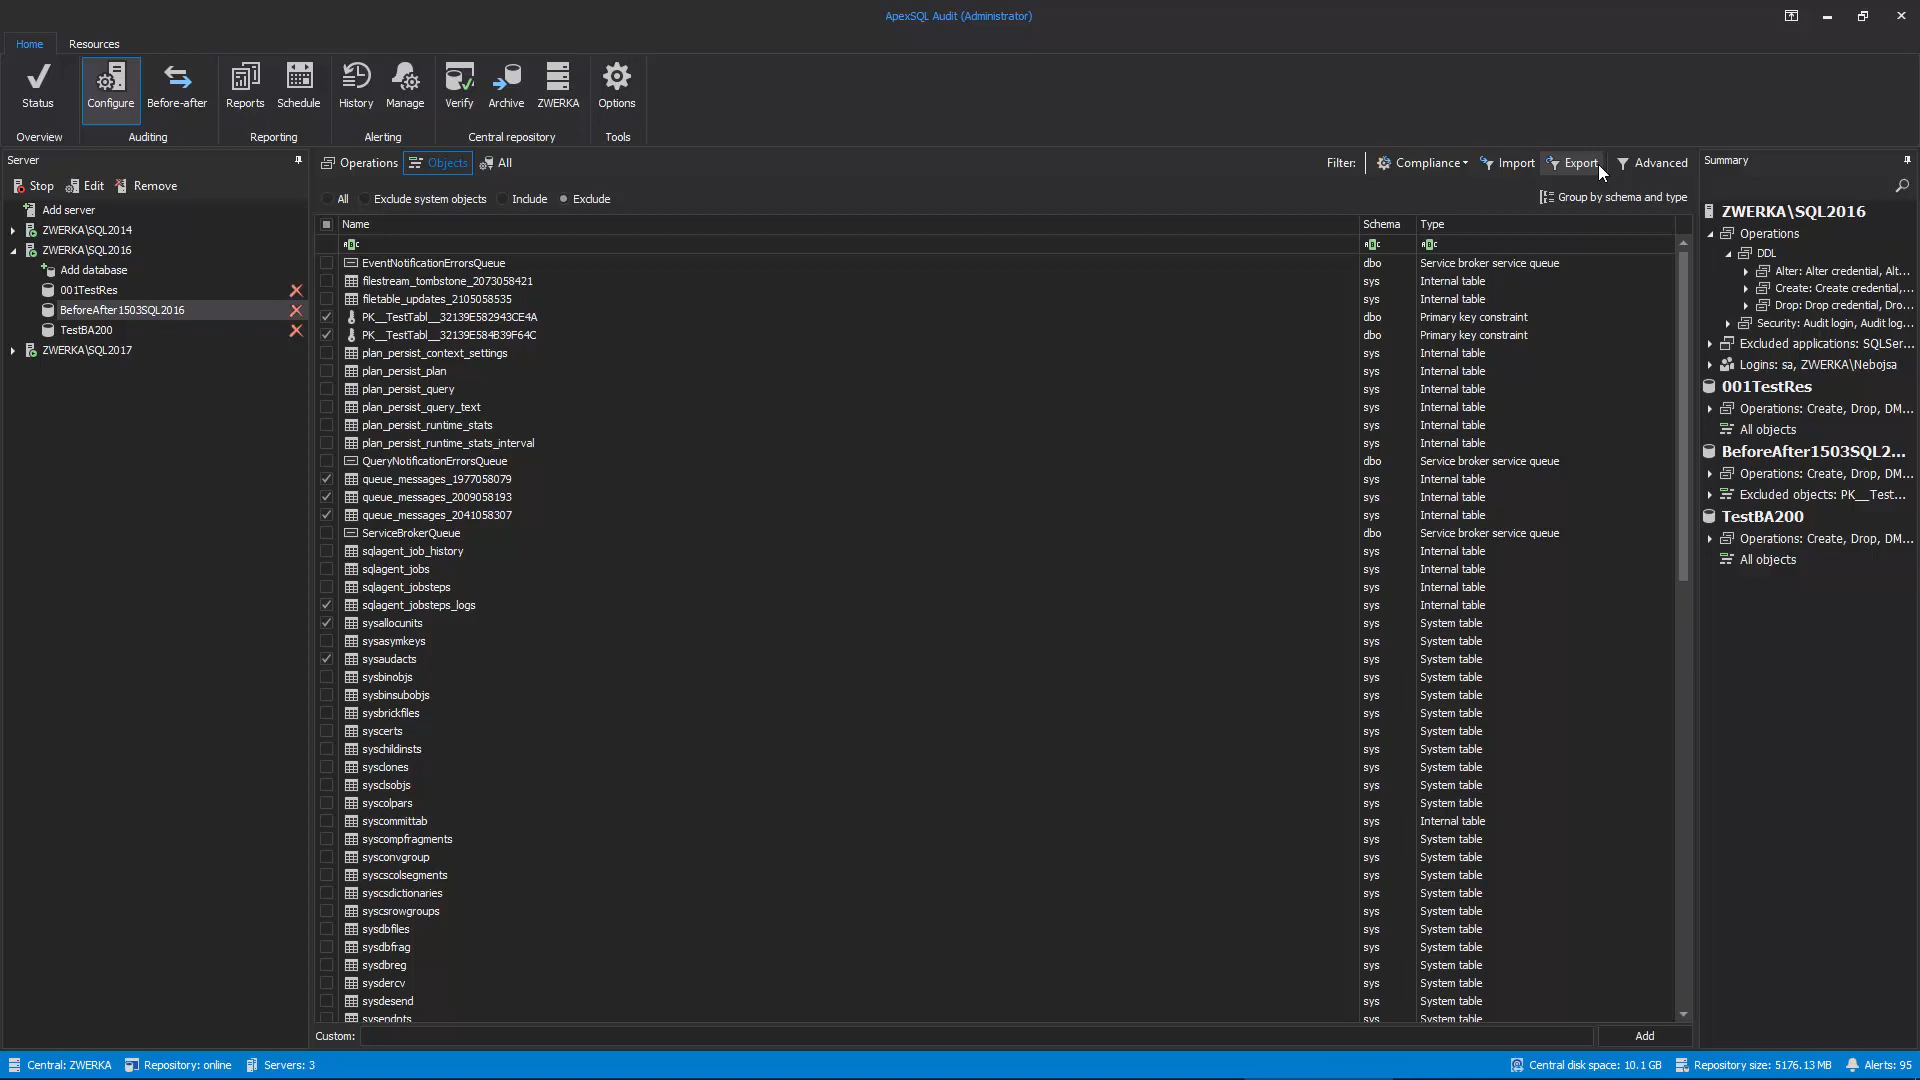 ApexSQL Audit (Administrator)
Home Resources
Status Configure Before-after Reports Schedule History Manage Verify Archive ZWERKA Options
Overview Auditing Reporting Alerting Central repository Tools
Server
Stop Edit Remove
Add server
ZWERKA\SQL2014
ZWERKA\SQL2016
Add database
001TestRes
BeforeAfter1503SQL2016
TestBA200
ZWERKA\SQL2017
Operations Objects All
Filter: Compliance Import Export Advanced
All Exclude system objects Include Exclude
Group by schema and type
Name Schema Type
EventNotificationErrorsQueue dbo Service broker service queue
filestream_tombstone_2073058421 sys Internal table
filetable_updates_2105058535 sys Internal table
PK__TestTabl__32139E582943CE4A dbo Primary key constraint
PK__TestTabl__32139E584B39F64C dbo Primary key constraint
plan_persist_context_settings sys Internal table
plan_persist_plan sys Internal table
plan_persist_query sys Internal table
plan_persist_query_text sys Internal table
plan_persist_runtime_stats sys Internal table
plan_persist_runtime_stats_interval sys Internal table
QueryNotificationErrorsQueue dbo Service broker service queue
queue_messages_1977058079 sys Internal table
queue_messages_2009058193 sys Internal table
queue_messages_2041058307 sys Internal table
ServiceBrokerQueue dbo Service broker service queue
sqlagent_job_history sys Internal table
sqlagent_jobs sys Internal table
sqlagent_jobsteps sys Internal table
sqlagent_jobsteps_logs sys Internal table
sysallocunits sys System table
sysasymkeys sys System table
sysaudacts sys System table
sysbinobjs sys System table
sysbinsubobjs sys System table
sysbrickfiles sys System table
syscerts sys System table
syschildinsts sys System table
sysclones sys System table
sysclsobjs sys System table
syscolpars sys System table
syscommittab sys Internal table
syscompfragments sys System table
sysconvgroup sys System table
syscscolsegments sys System table
syscsdictionaries sys System table
syscsrowgroups sys System table
sysdbfiles sys System table
sysdbfrag sys System table
sysdbreg sys System table
sysdercv sys System table
sysdesend sys System table
sysendpts sys System table
Custom: Add
Summary
ZWERKA\SQL2016
Operations
DDL
Alter: Alter credential, Alt...
Create: Create credential,...
Drop: Drop credential, Dro...
Security: Audit login, Audit log...
Excluded applications: SQLSer...
Logins: sa, ZWERKA\Nebojsa
001TestRes
Operations: Create, Drop, DM...
All objects
BeforeAfter1503SQL2...
Operations: Create, Drop, DM...
Excluded objects: PK__Test...
TestBA200
Operations: Create, Drop, DM...
All objects
Central: ZWERKA Repository: online Servers: 3 Central disk space: 10.1 GB Repository size: 5176.13 MB Alerts: 95